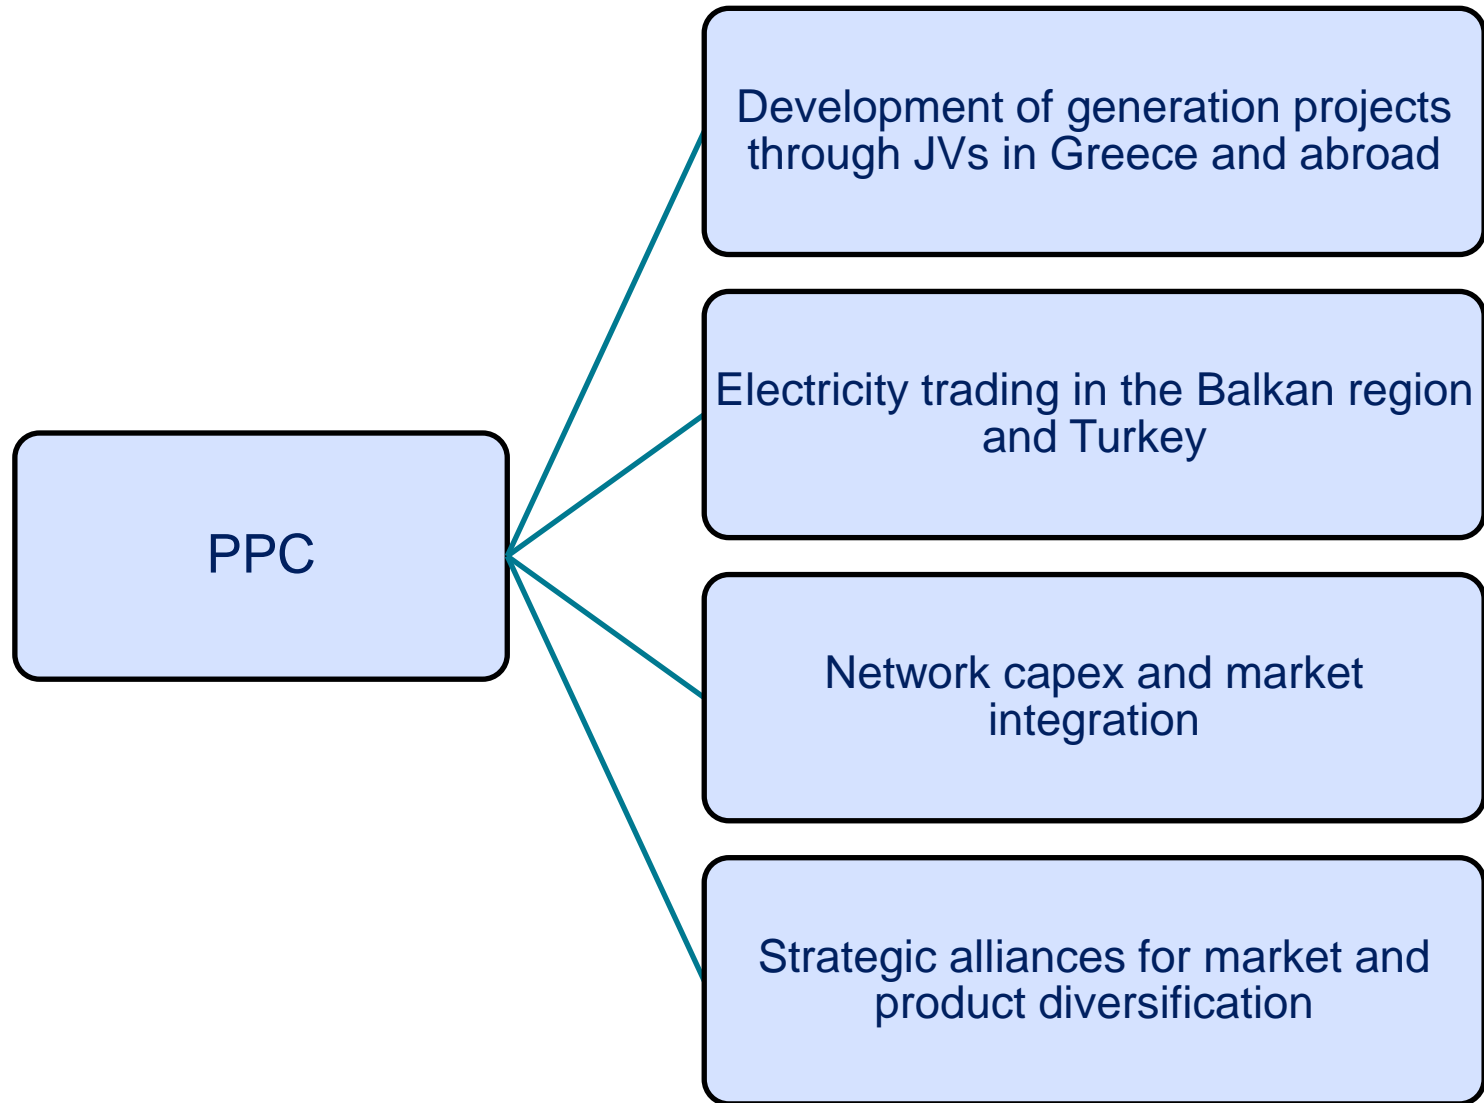 Development of generation projects
through JVs in Greece and abroad
Electricity trading in the Balkan region
and Turkey
PPC
Network capex and market
integration
Strategic alliances for market and
product diversification